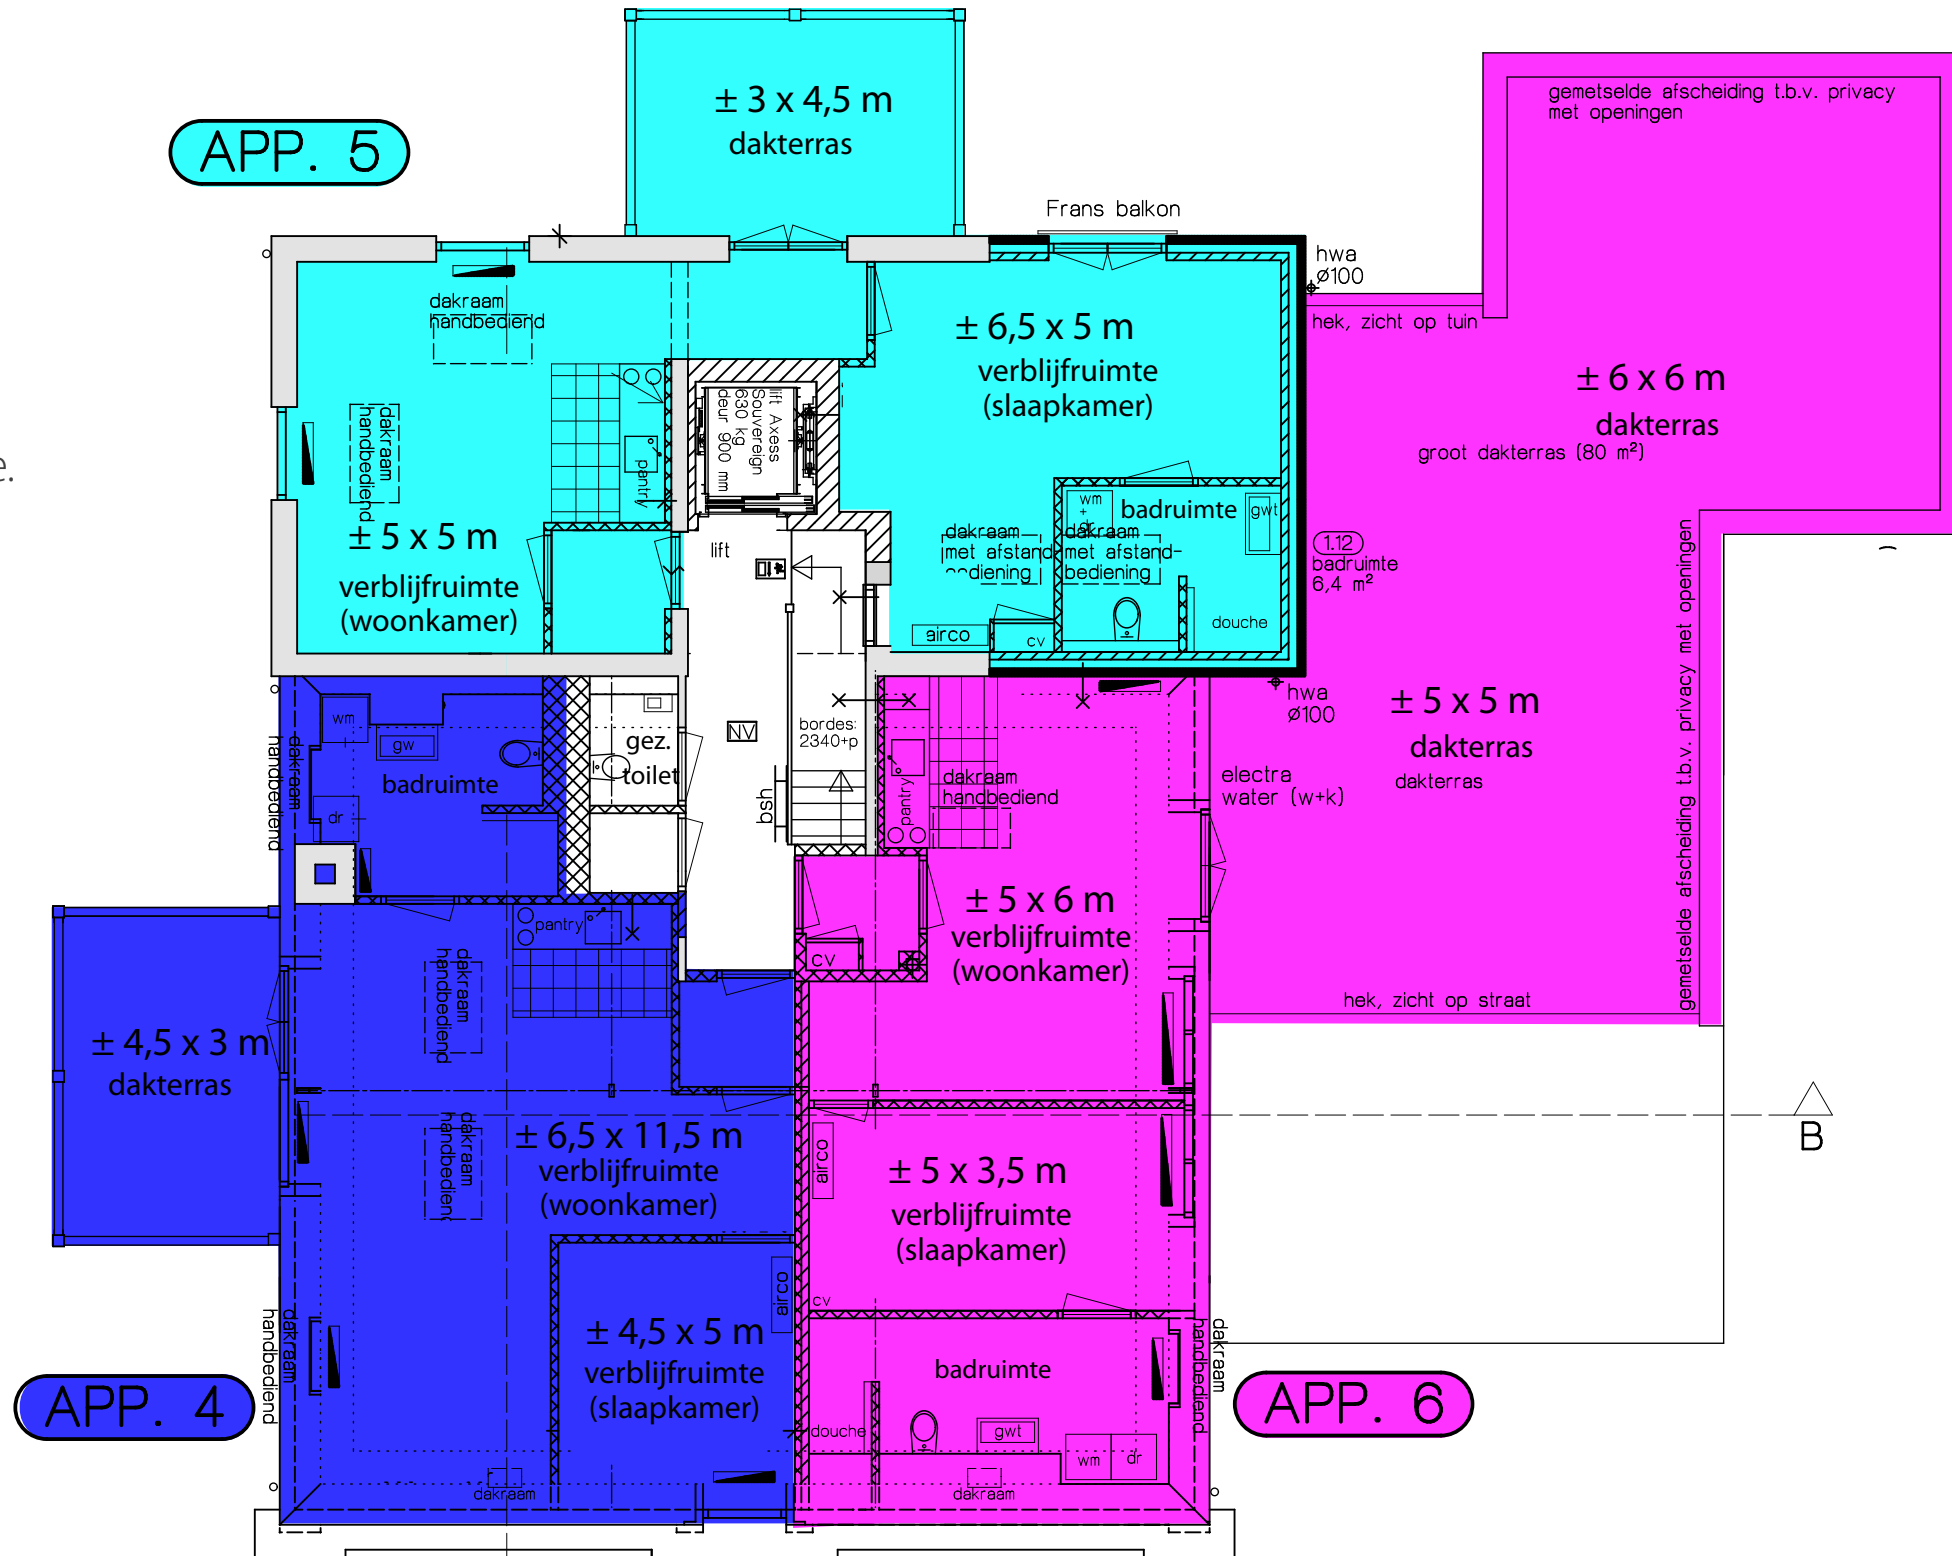 ± 3 x 4,5 m
dakterras
APP. 5
gemetselde afscheiding t.b.v. privacy
met openingen
Frans balkon
hwa
ø100
hek, zicht op tuin
dakraam
handbediend
± 6,5 x 5 m
verblijfruimte
(slaapkamer)
± 6 x 6 m
dakterras
groot dakterras (80 m²)
dakraam
handbediend
lift Axess
Souvereign
630 kg
deur 900 mm
pantry
e.
± 5 x 5 m
verblijfruimte
(woonkamer)
lift
wm
+
dr
badruimte
gwt
dakraam
met afstand-
bediening
dakraam
met afstand-
bediening
1.12
badruimte
6,4 m²
airco
cv
douche
gemetselde afscheiding t.b.v. privacy met openingen
hwa
ø100
± 5 x 5 m
dakterras
dakterras
electra
water (w+k)
hek, zicht op straat
wm
gw
badruimte
dr
dakraam
handbediend
gez.
toilet
NV
bordes:
2340+p
bsh
pantry
dakraam
handbediend
± 5 x 6 m
verblijfruimte
(woonkamer)
cv
pantry
dakraam
handbediend
± 4,5 x 3 m
dakterras
dakraam
handbediend
± 6,5 x 11,5 m
verblijfruimte
(woonkamer)
airco
± 5 x 3,5 m
verblijfruimte
(slaapkamer)
B
airco
± 4,5 x 5 m
verblijfruimte
(slaapkamer)
cv
badruimte
douche
gwt
wm
dr
dakraam
handbediend
dakraam
handbediend
APP. 4
APP. 6
dakraam
dakraam